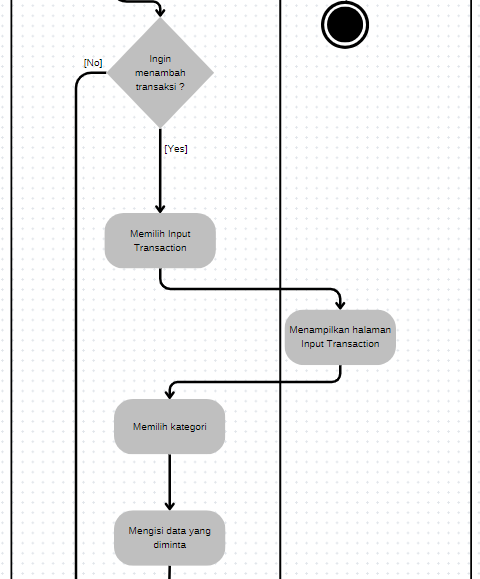 Ingin
menambah
transaksi ?
[No]
[Yes]
Memilih Input
Transaction
Menampilkan halaman
Input Transaction
Memilih kategori
Mengisi data yang
diminta